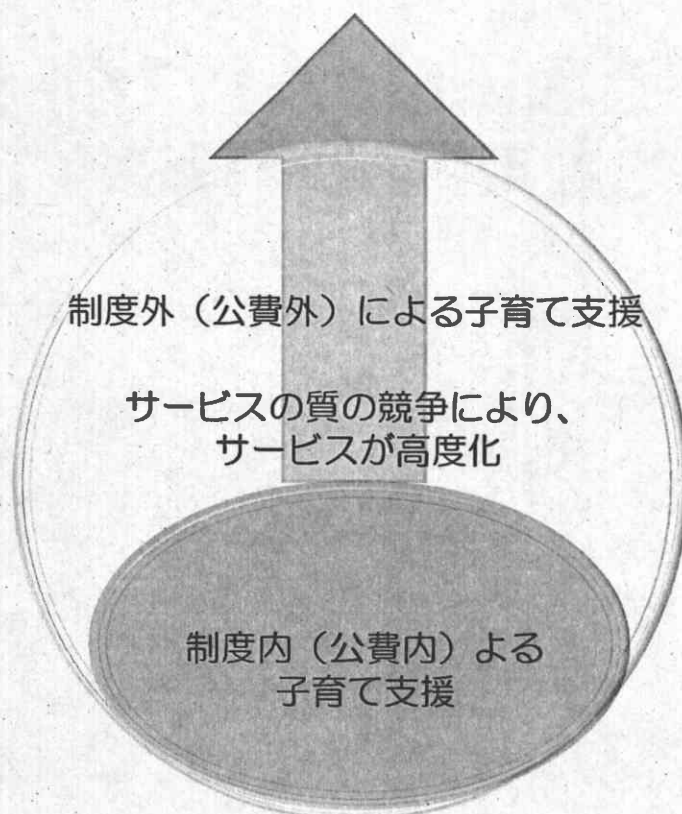 制度外（公費外）による子育て支援
サービスの質の競争により、
サービスが高度化
制度内（公費内）よる
子育て支援